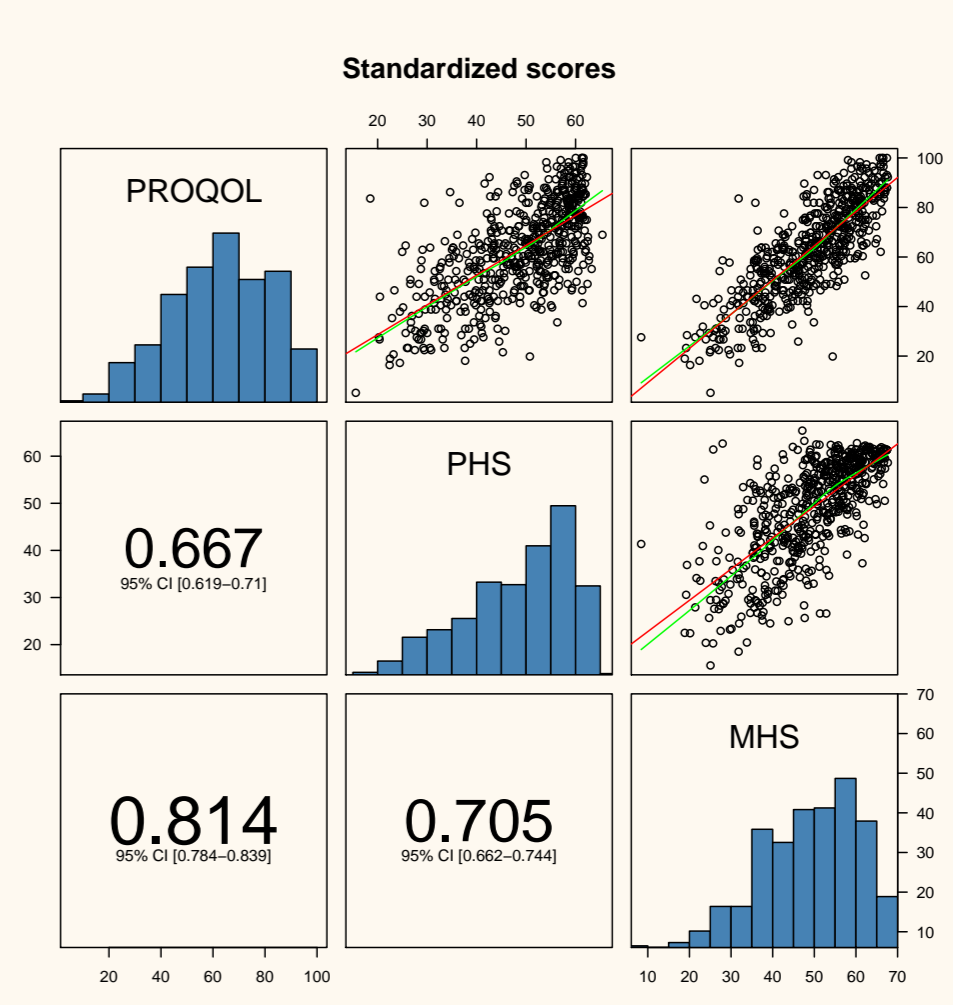 Standardized scores
20 30 40 50 60
PROQOL
100
80
60
40
20
PHS
60
50
40
30
20
0.667
95% CI [0.619–0.71]
MHS
70
60
50
40
30
20
10
0.814
95% CI [0.784–0.839]
0.705
95% CI [0.662–0.744]
20 40 60 80 100
10 20 30 40 50 60 70